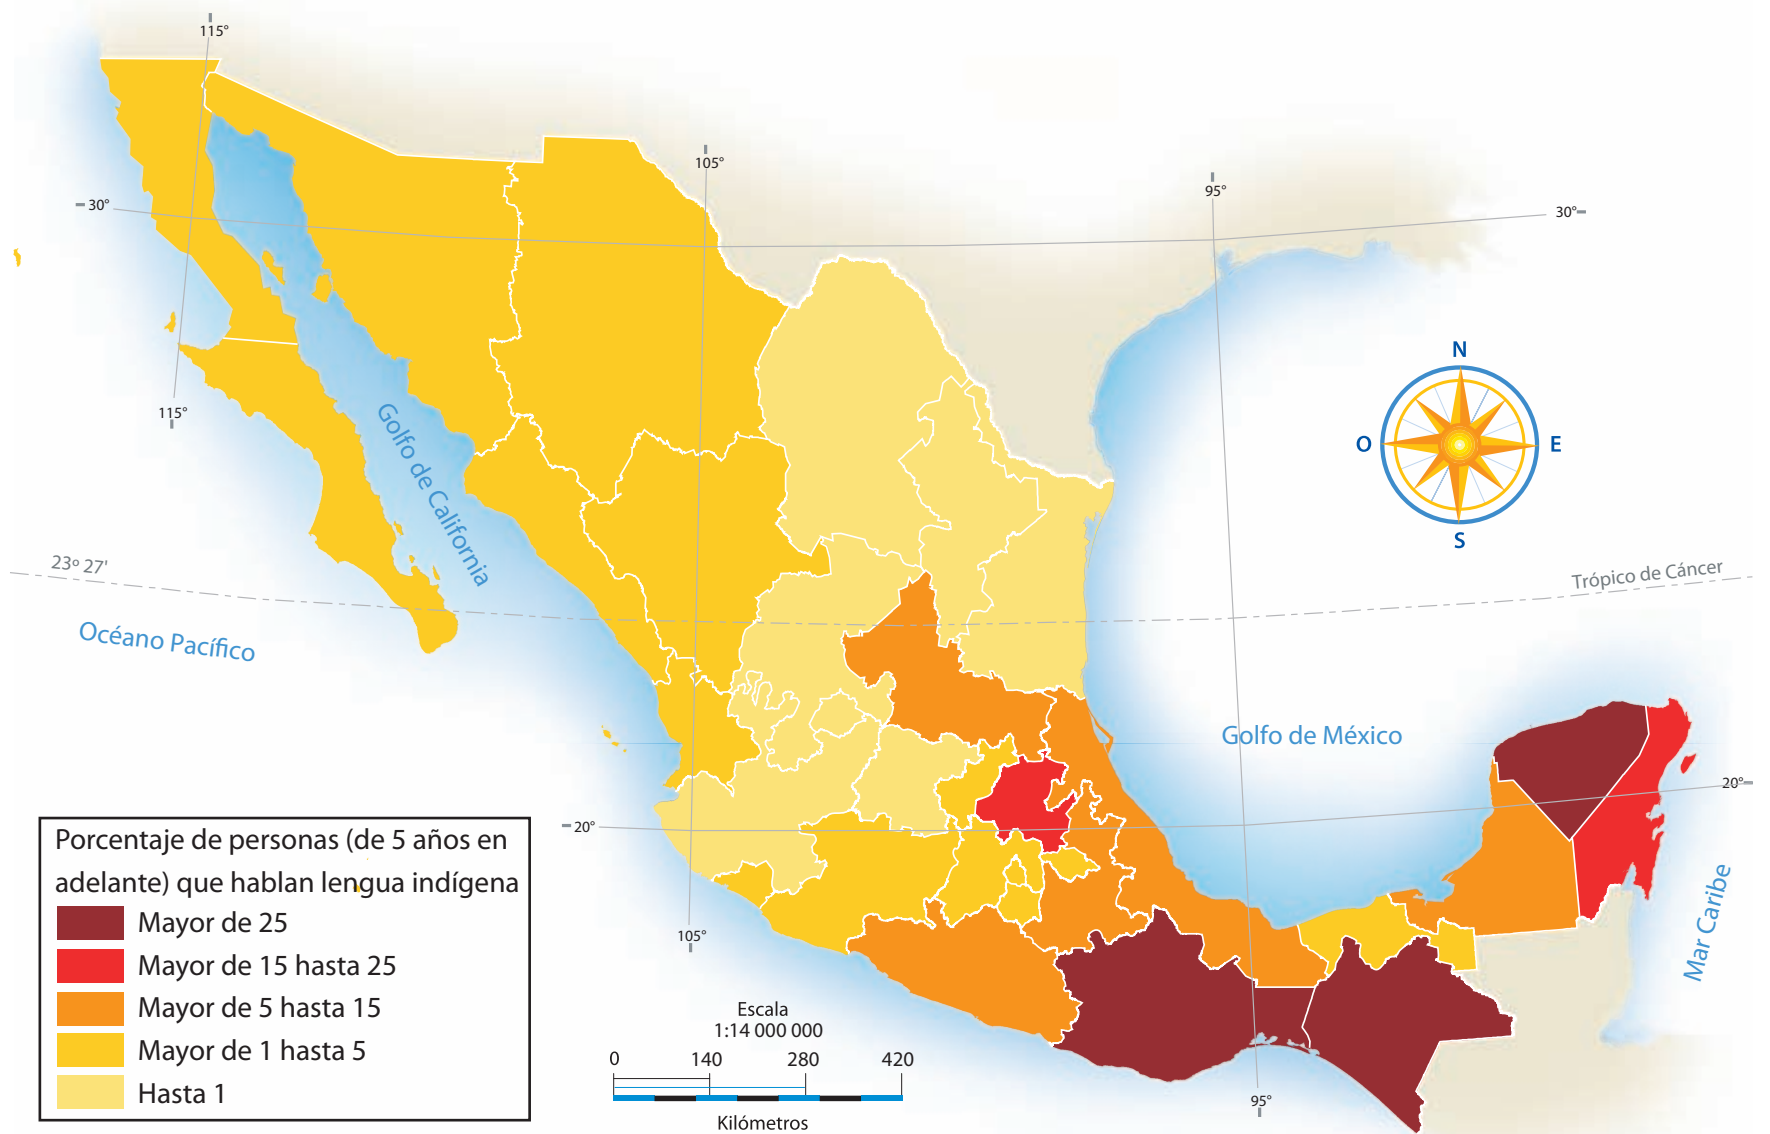 115°
105°
95°
30°
30°
N
O
E
S
115°
Golfo de California
23° 27'
Trópico de Cáncer
Océano Pacífico
Golfo de México
20°
20°
Mar Caribe
Porcentaje de personas (de 5 años en
adelante) que hablan lengua indígena
Mayor de 25
Mayor de 15 hasta 25
Mayor de 5 hasta 15
Mayor de 1 hasta 5
Hasta 1
105°
Escala
1:14 000 000
0 140 280 420
Kilómetros
95°